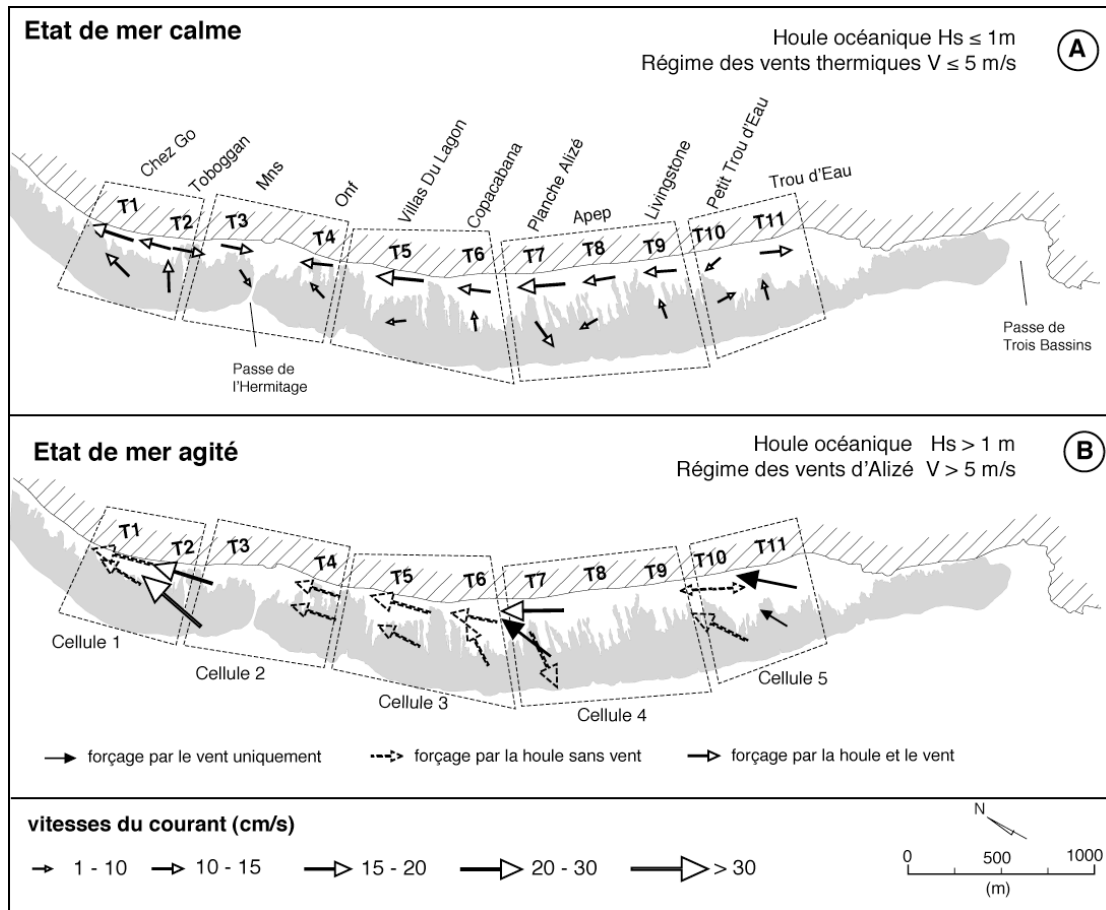 Etat de mer calme
Houle océanique Hs ≤ 1m
Régime des vents thermiques V ≤ 5 m/s
A
Chez Go
Toboggan
Mns
Onf
Villas Du Lagon
Copacabana
Planche Alizé
Apep
Livingstone
Petit Trou d'Eau
Trou d'Eau
T1
T2
T3
T4
T5
T6
T7
T8
T9
T10
T11
Passe de
l'Hermitage
Passe de
Trois Bassins
Etat de mer agité
Houle océanique Hs > 1 m
Régime des vents d'Alizé V > 5 m/s
B
T1
T2
T3
T4
T5
T6
T7
T8
T9
T10
T11
Cellule 1
Cellule 2
Cellule 3
Cellule 4
Cellule 5
forçage par le vent uniquement
forçage par la houle sans vent
forçage par la houle et le vent
vitesses du courant (cm/s)
1 - 10
10 - 15
15 - 20
20 - 30
> 30
N
0 500 1000
(m)